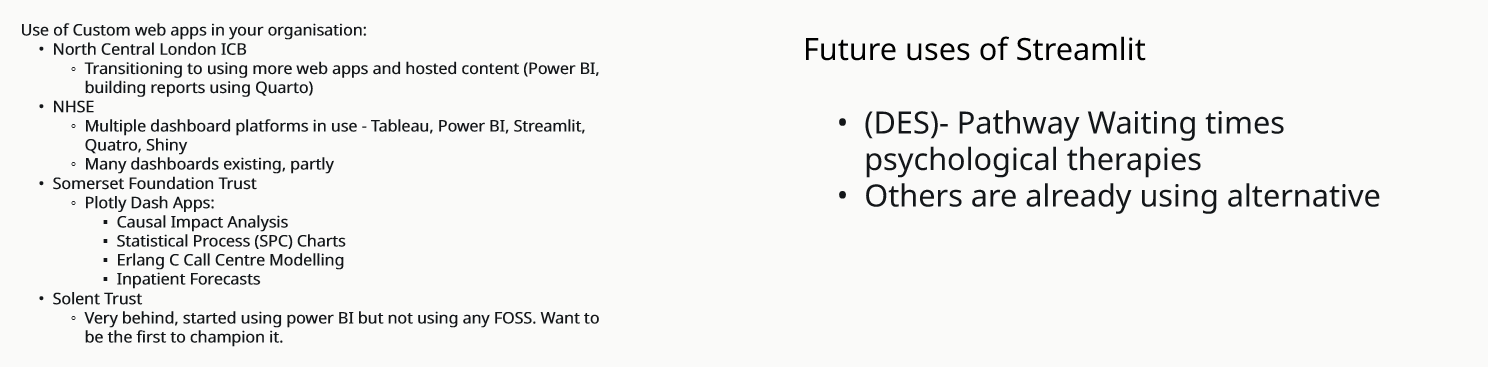 Use of Custom web apps in your organisation:
• North Central London ICB
◦ Transitioning to using more web apps and hosted content (Power BI,
building reports using Quarto)
• NHSE
◦ Multiple dashboard platforms in use - Tableau, Power BI, Streamlit,
Quatro, Shiny
◦ Many dashboards existing, partly
• Somerset Foundation Trust
◦ Plotly Dash Apps:
▪ Causal Impact Analysis
▪ Statistical Process (SPC) Charts
▪ Erlang C Call Centre Modelling
▪ Inpatient Forecasts
• Solent Trust
◦ Very behind, started using power BI but not using any FOSS. Want to
be the first to champion it.
Future uses of Streamlit
• (DES)- Pathway Waiting times
psychological therapies
• Others are already using alternative